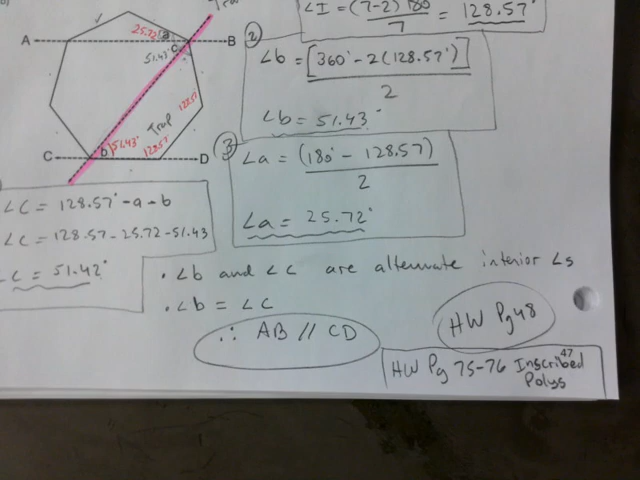 Trap
∠I = (7-2)180 / 7 = 128.57°
25.72° a
A B
c
51.43°
128.57
Trap
b 51.43°
128.57
C D
②
∠b = [360° - 2(128.57°)] / 2
∠b = 51.43°
③
∠a = (180° - 128.57) / 2
∠a = 25.72°
∠C = 128.57° - a - b
∠C = 128.57 - 25.72 - 51.43
∠C = 51.42°
. ∠b and ∠C are alternate interior ∠s
. ∠b = ∠C
∴ AB // CD
HW Pg 48
HW Pg 75-76 Inscribed
47
Polys